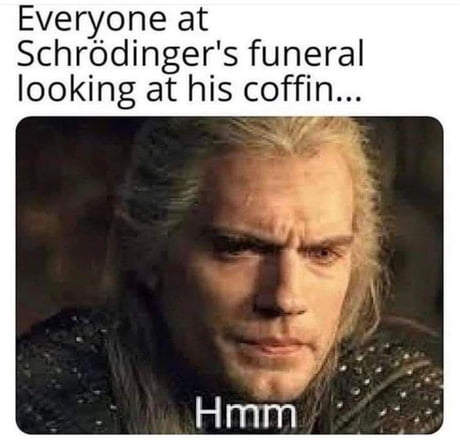 Everyone at
Schrödinger's funeral
looking at his coffin...
Hmm